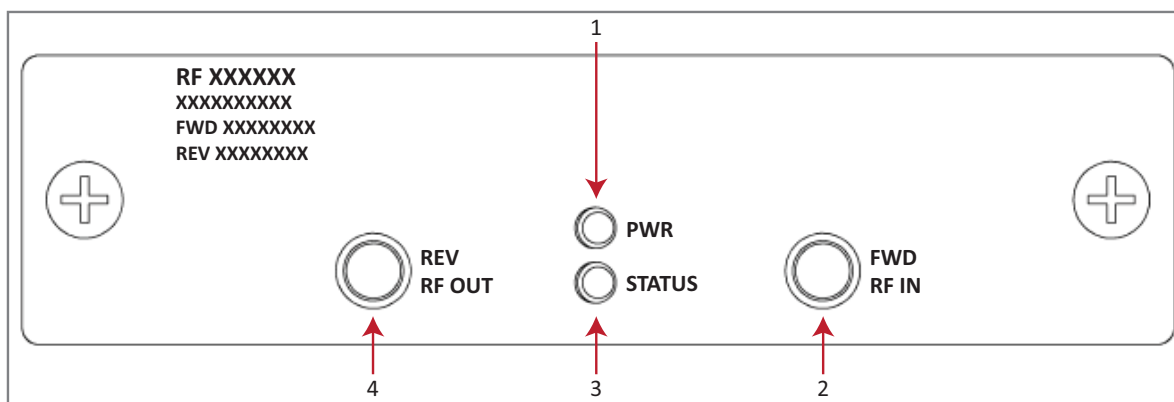 1
RF XXXXXX
XXXXXXXXXX
FWD XXXXXXXX
REV XXXXXXXX
PWR
REV
RF OUT
STATUS
FWD
RF IN
4
3
2